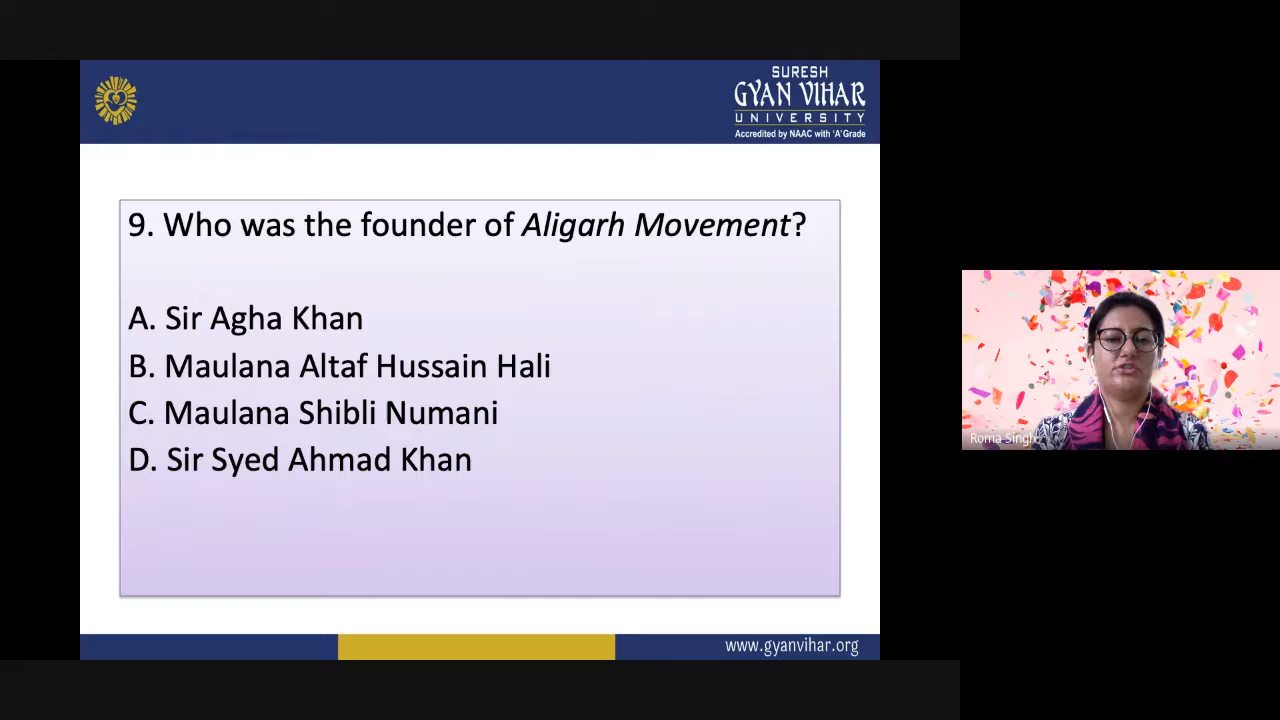 SURESH
GYAN VIHAR
UNIVERSITY
Accredited by NAAC with 'A' Grade
9. Who was the founder of Aligarh Movement?
A. Sir Agha Khan
B. Maulana Altaf Hussain Hali
C. Maulana Shibli Numani
D. Sir Syed Ahmad Khan
Roma Singh
www.gyanvihar.org